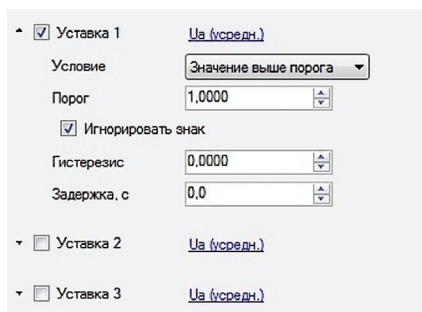 Уставка 1 Ua (усредн.)
Условие Значение выше порога
Порог 1,0000
Игнорировать знак
Гистерезис 0,0000
Задержка, с 0,0
Уставка 2 Ua (усредн.)
Уставка 3 Ua (усредн.)